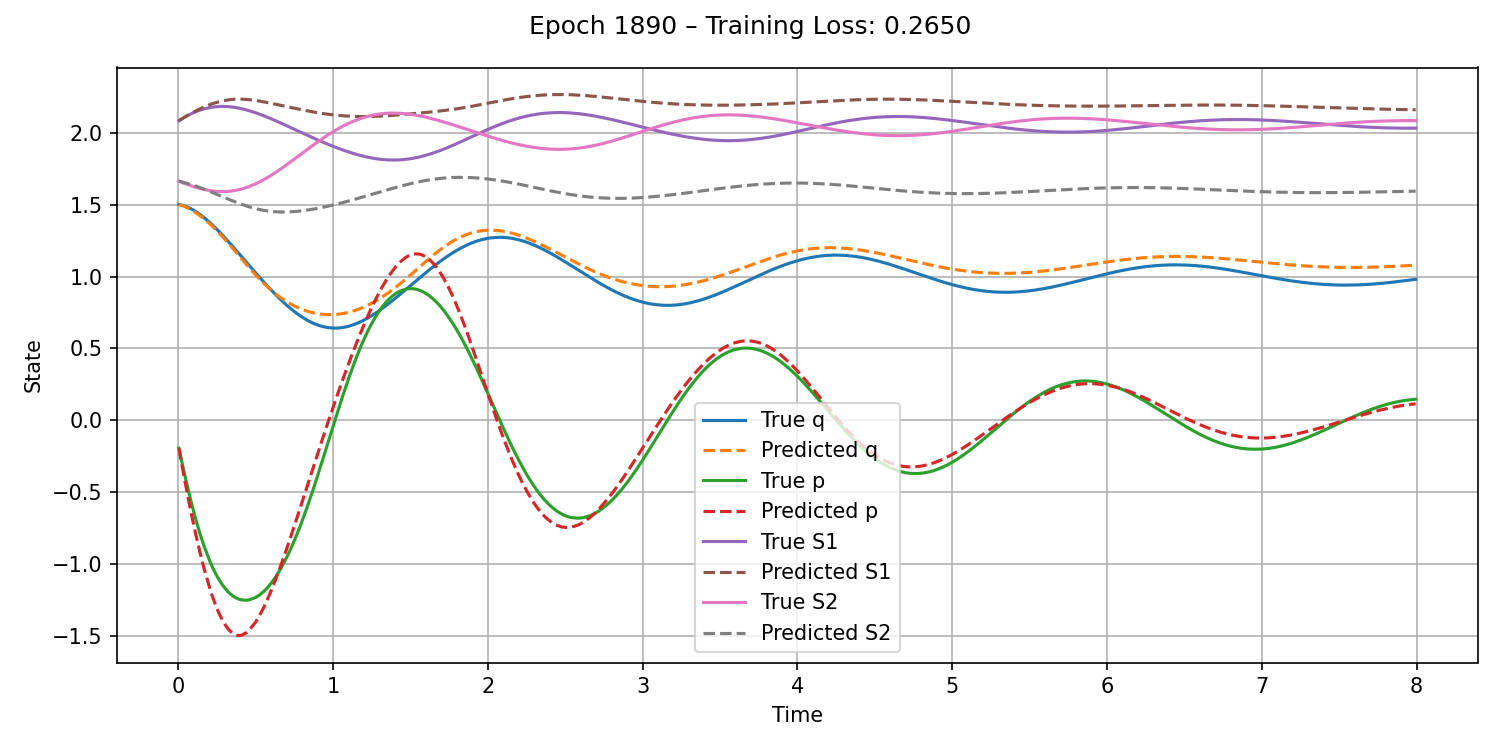 Epoch 1890 – Training Loss: 0.2650
State
2.0
1.5
1.0
0.5
0.0
−0.5
−1.0
−1.5
True q
Predicted q
True p
Predicted p
True S1
Predicted S1
True S2
Predicted S2
0 1 2 3 4 5 6 7 8
Time